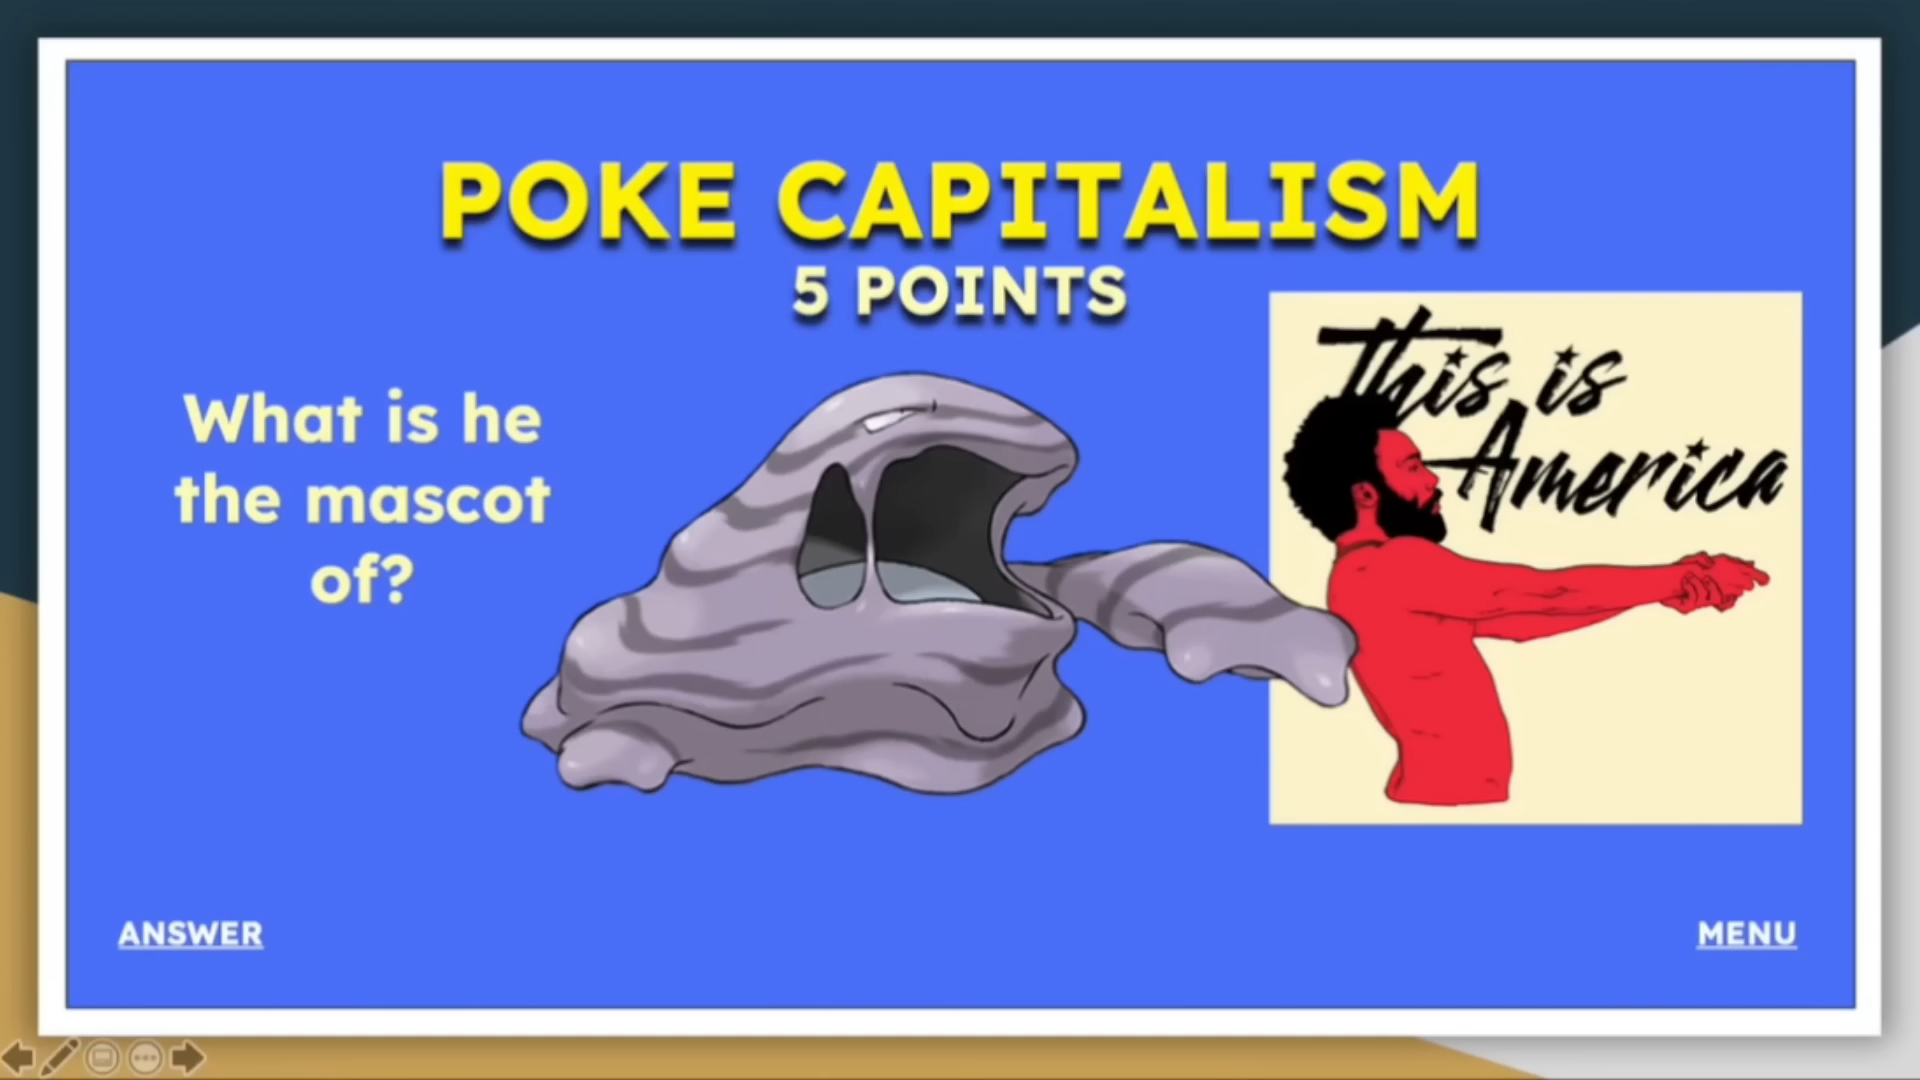 POKE CAPITALISM
5 POINTS
What is he
the mascot
of?
This is
America
ANSWER
MENU